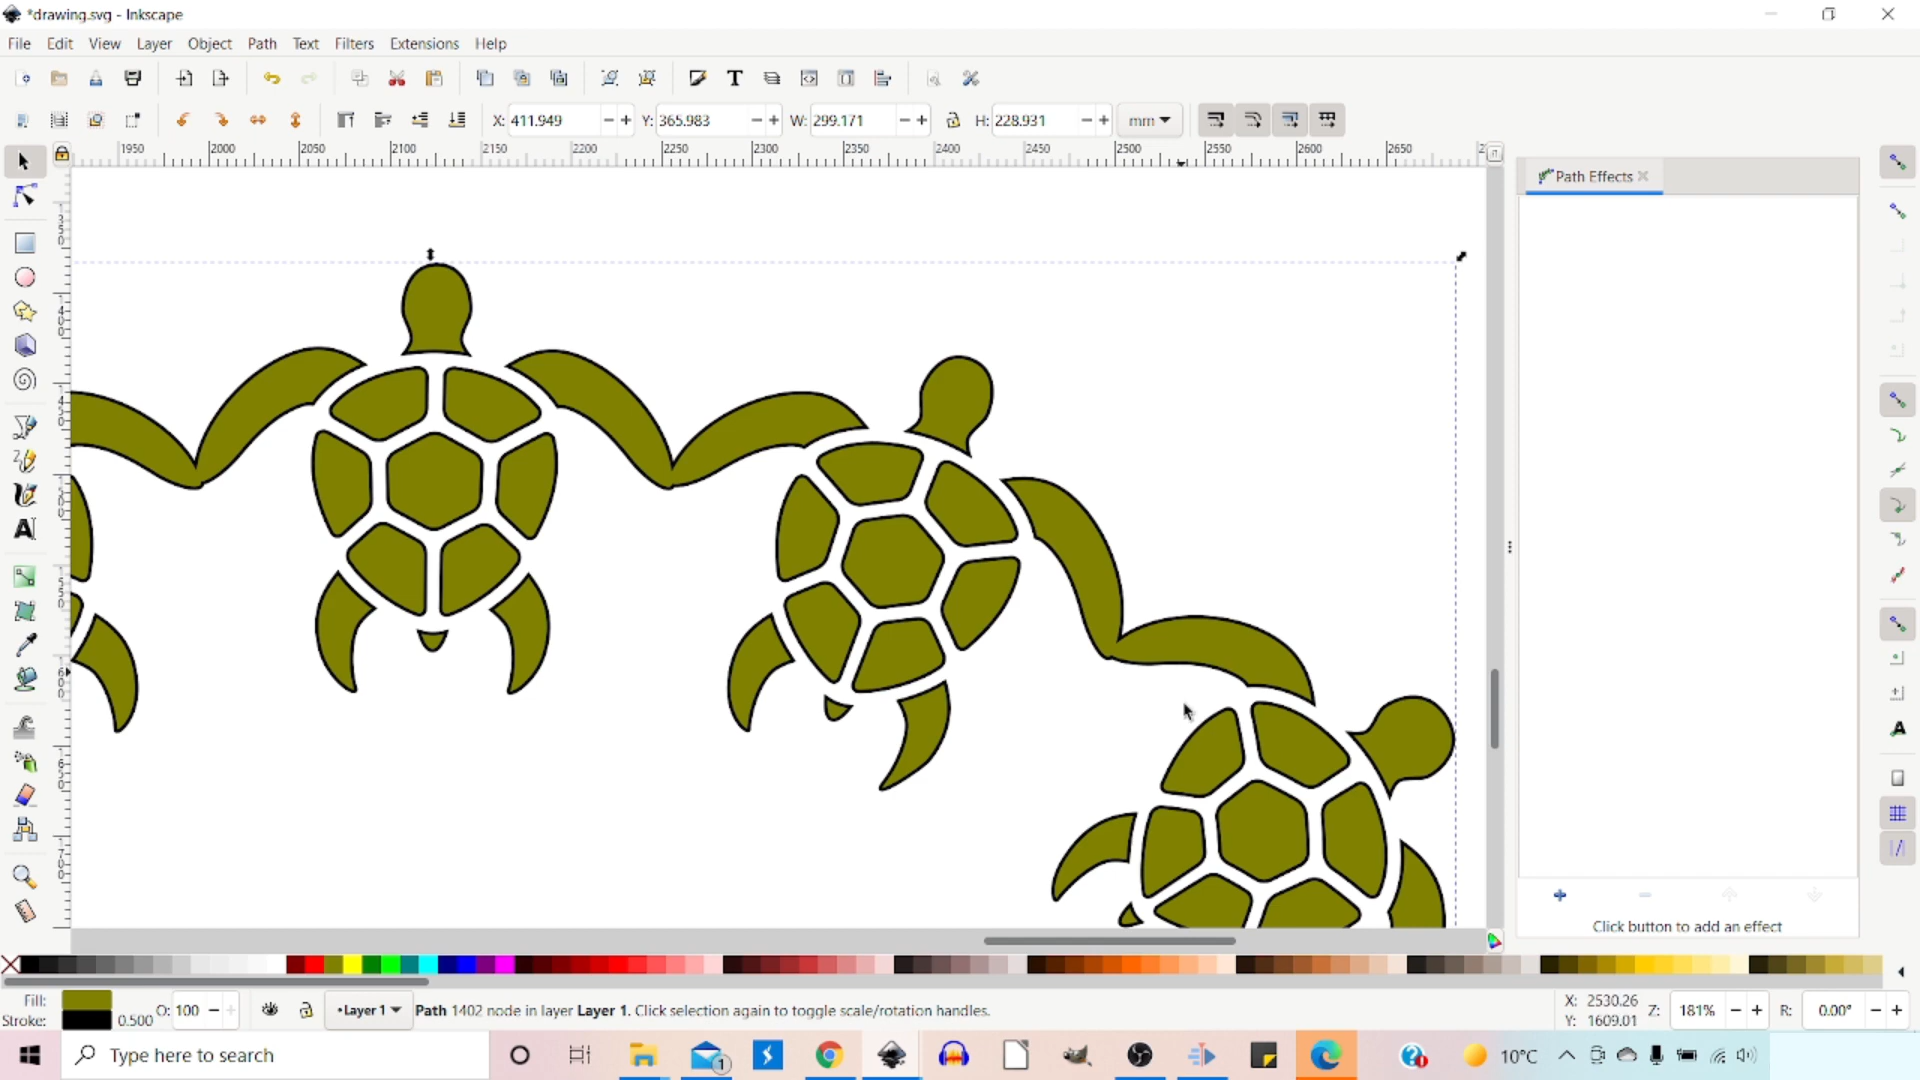 *drawing.svg - Inkscape
File Edit View Layer Object Path Filters Extensions Text Help
X: 411.949 Y: 365.983 W: 299.171 H: 228.931 mm
1950 2000 2050 2100 2150 2200 2250 2300 2350 2400 2450 2500 2550 2600 2650
Path Effects
Click button to add an effect
Fill:
Stroke: 0.500 O: 100 •Layer 1 Path 1402 node in layer Layer 1. Click selection again to toggle scale/rotation handles.
X: 2530.26
Y: 1609.01
Z: 181% R: 0.00°
Type here to search
1
10°C